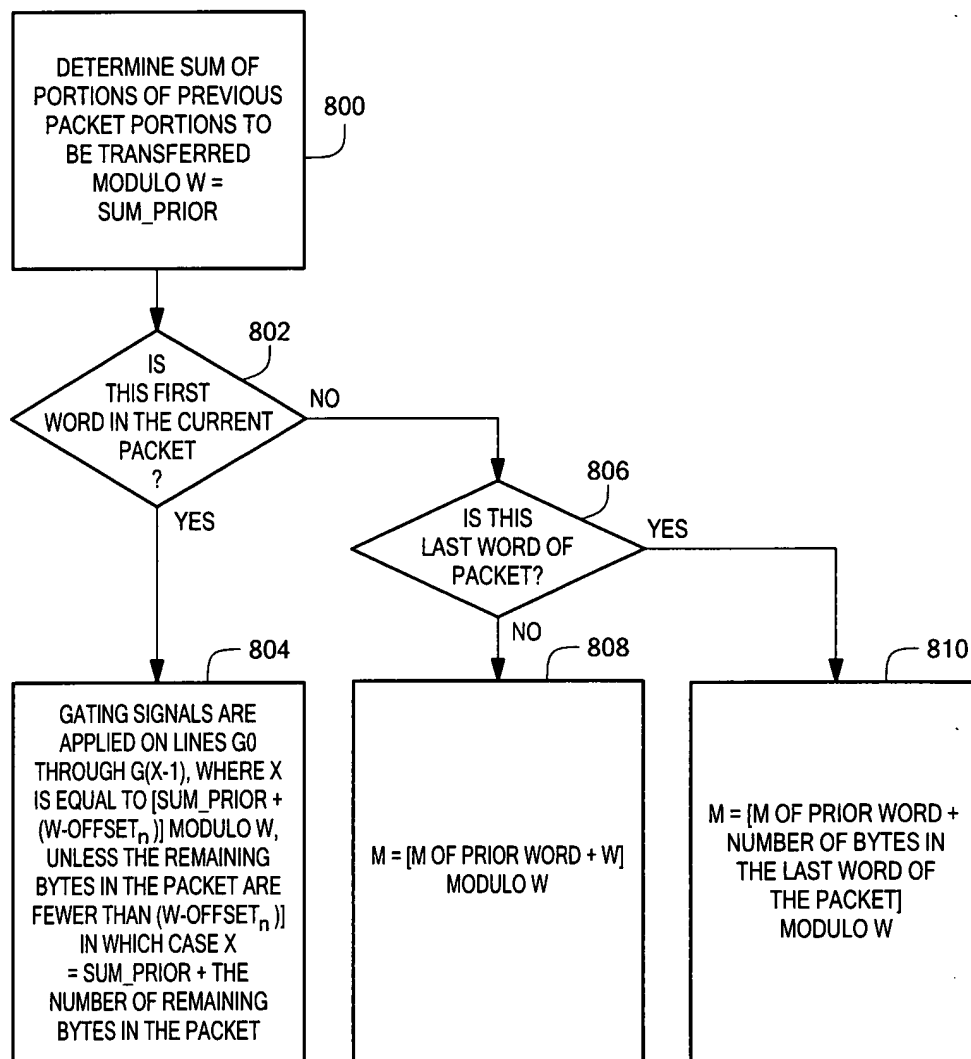 DETERMINE SUM OF
PORTIONS OF PREVIOUS
PACKET PORTIONS TO
BE TRANSFERRED
MODULO W =
SUM_PRIOR
800
802
IS
THIS FIRST
WORD IN THE CURRENT
PACKET
?
NO
YES
806
IS THIS
LAST WORD OF
PACKET?
YES
NO
804
GATING SIGNALS ARE
APPLIED ON LINES G0
THROUGH G(X-1), WHERE X
IS EQUAL TO [SUM_PRIOR +
(W-OFFSETn)] MODULO W,
UNLESS THE REMAINING
BYTES IN THE PACKET ARE
FEWER THAN (W-OFFSETn)]
IN WHICH CASE X
= SUM_PRIOR + THE
NUMBER OF REMAINING
BYTES IN THE PACKET
808
M = [M OF PRIOR WORD + W]
MODULO W
810
M = [M OF PRIOR WORD +
NUMBER OF BYTES IN
THE LAST WORD OF
THE PACKET]
MODULO W